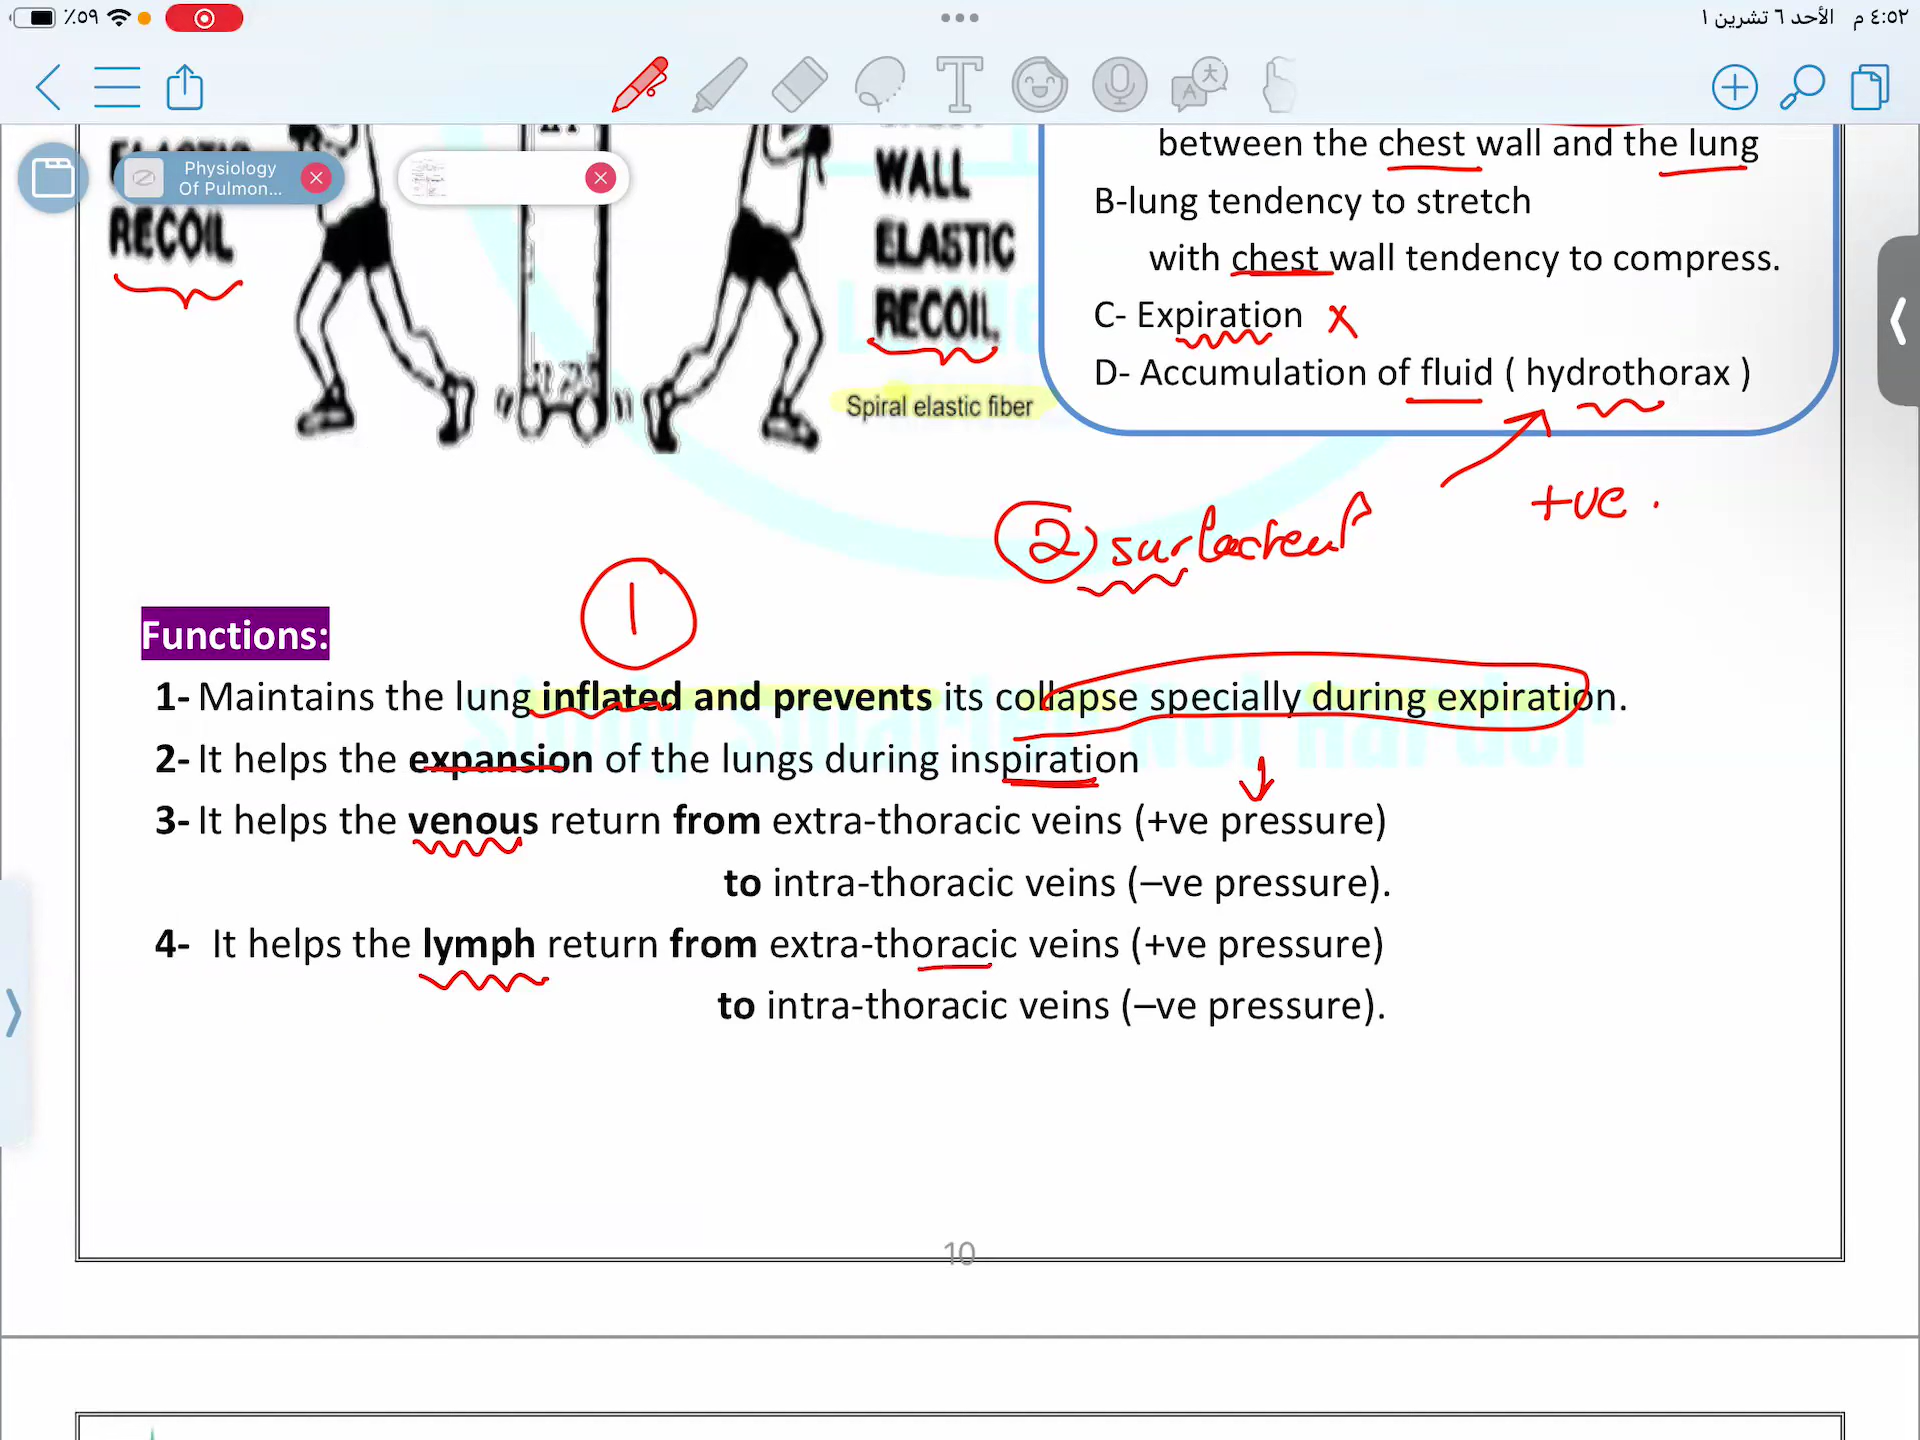 ٪٥٩
٤:٥٢ م الأحد ٦ تشرين ١
Physiology
Of Pulmon...
RECOIL
WALL
ELASTIC
RECOIL
Spiral elastic fiber
between the chest wall and the lung
B-lung tendency to stretch
with chest wall tendency to compress.
C- Expiration X
D- Accumulation of fluid ( hydrothorax )
+ve .
2
1
Functions:
1- Maintains the lung inflated and prevents its collapse specially during expiration.
2- It helps the expansion of the lungs during inspiration
3- It helps the venous return from extra-thoracic veins (+ve pressure)
to intra-thoracic veins (–ve pressure).
4- It helps the lymph return from extra-thoracic veins (+ve pressure)
to intra-thoracic veins (–ve pressure).
10